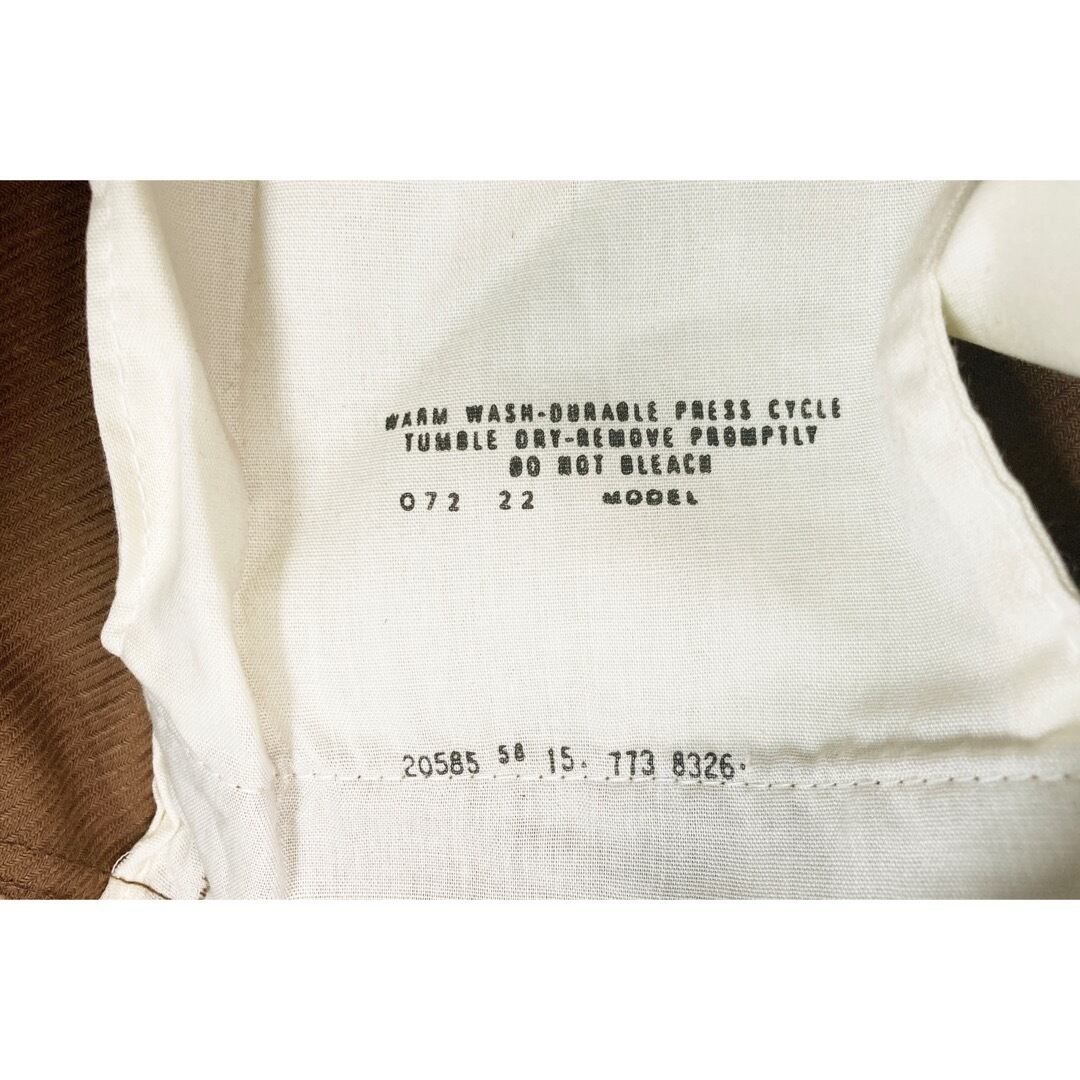 WARM WASH-DURABLE PRESS CYCLE
TUMBLE DRY-REMOVE PROMPTLY
DO NOT BLEACH
072 22 MODEL
20585 58 15. 773 8326.